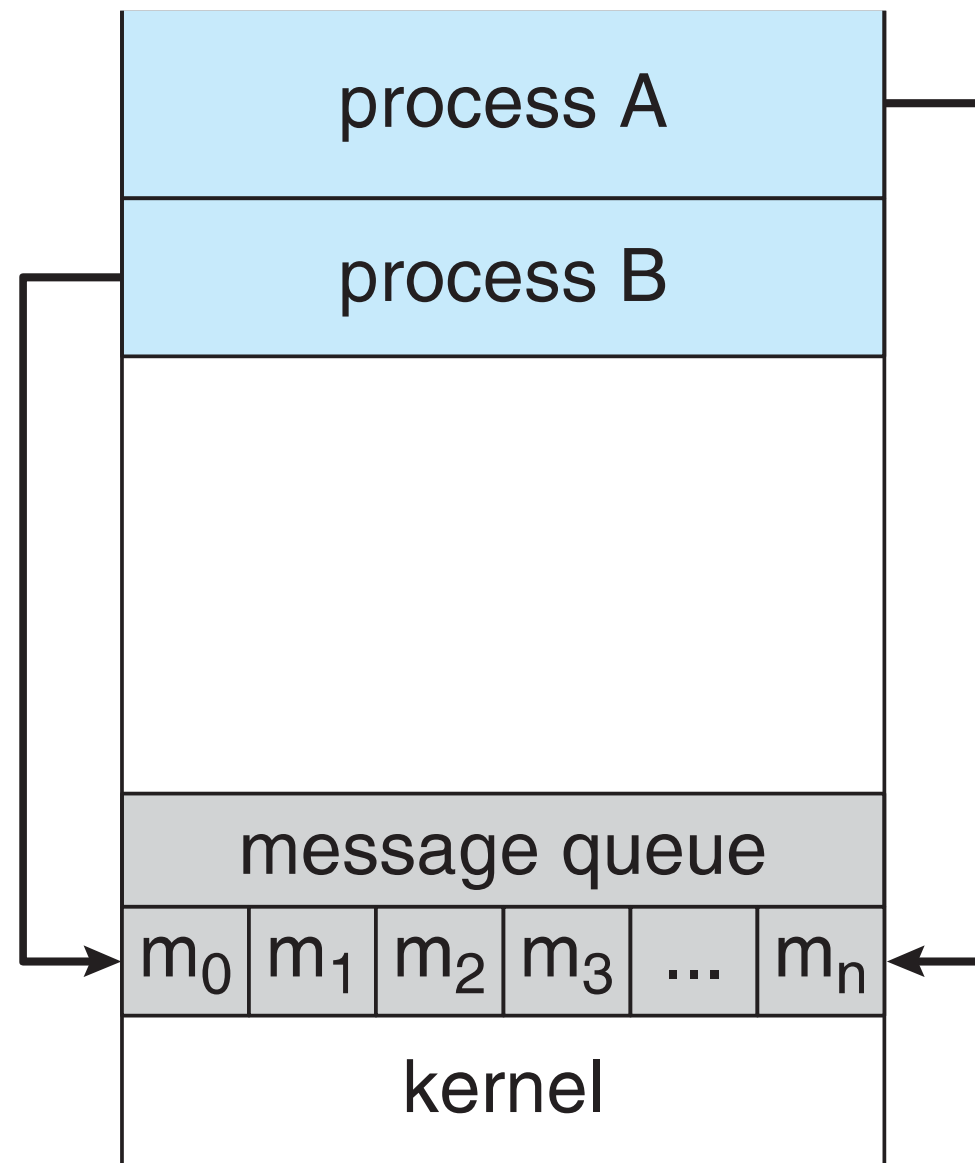 process A
process B
message queue
m₀ m₁ m₂ m₃ ... mₙ
kernel